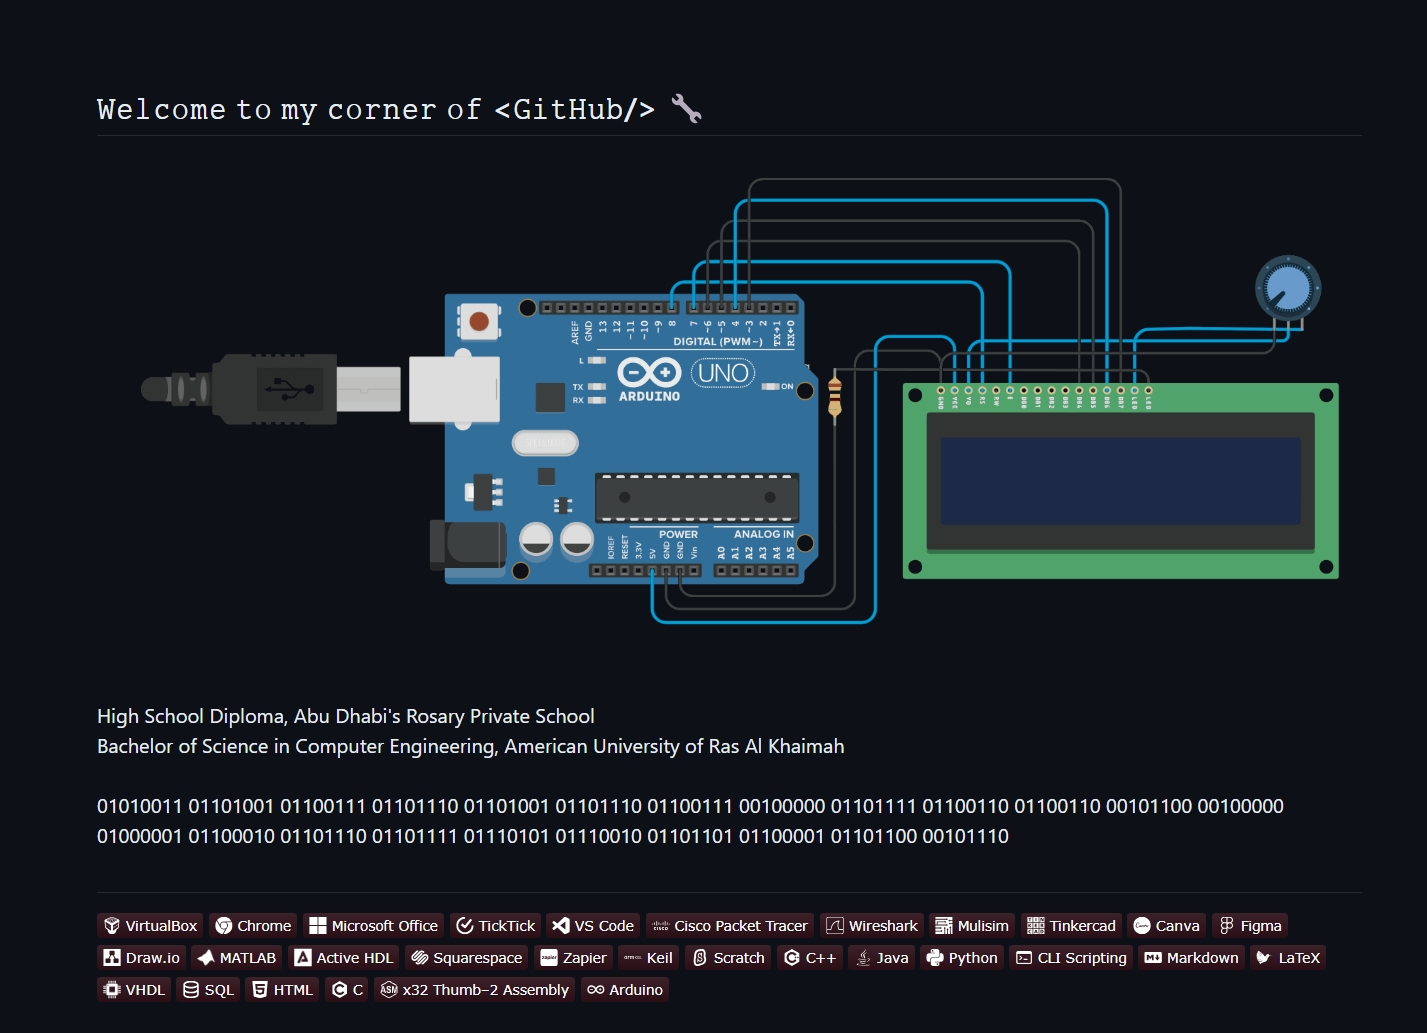 Welcome to my corner of <GitHub/>
AREF
GND
13
12
~11
~10
~9
8
7
~6
~5
4
~3
2
TX→1
RX←0
DIGITAL (PWM~)
L
TX
RX
ARDUINO
UNO
ON
POWER
ANALOG IN
IOREF
RESET
3.3V
5V
GND
GND
Vin
A0
A1
A2
A3
A4
A5
GND
VCC
V0
RS
RW
E
DB0
DB1
DB2
DB3
DB4
DB5
DB6
DB7
LED
LED
High School Diploma, Abu Dhabi's Rosary Private School
Bachelor of Science in Computer Engineering, American University of Ras Al Khaimah
01010011 01101001 01100111 01101110 01101001 01101110 01100111 00100000 01101111 01100110 01100110 00101100 00100000
01000001 01100010 01101110 01101111 01110101 01110010 01101101 01100001 01101100 00101110
VirtualBox Chrome Microsoft Office TickTick VS Code Cisco Packet Tracer Wireshark Mulisim Tinkercad Canva Figma
Draw.io MATLAB Active HDL Squarespace Zapier Keil Scratch C++ Java Python CLI Scripting Markdown LaTeX
VHDL SQL HTML C x32 Thumb-2 Assembly Arduino